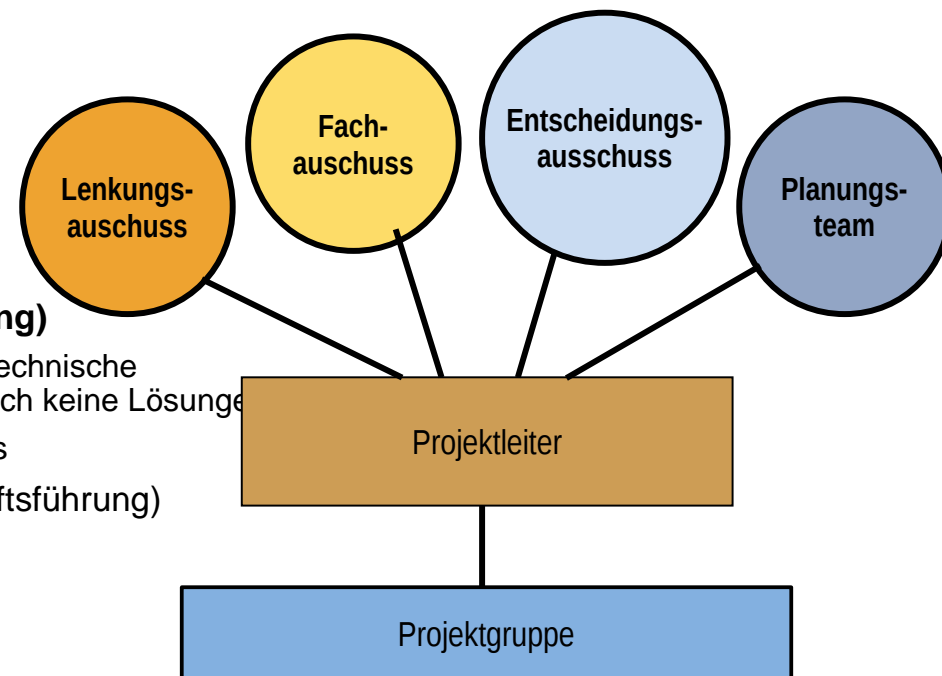 Fach-
auschuss
Entscheidungs-
ausschuss
Lenkungs-
auschuss
Planungs-
team
ng)
echnische
ch keine Lösunge
s
ftsführung)
Projektleiter
Projektgruppe